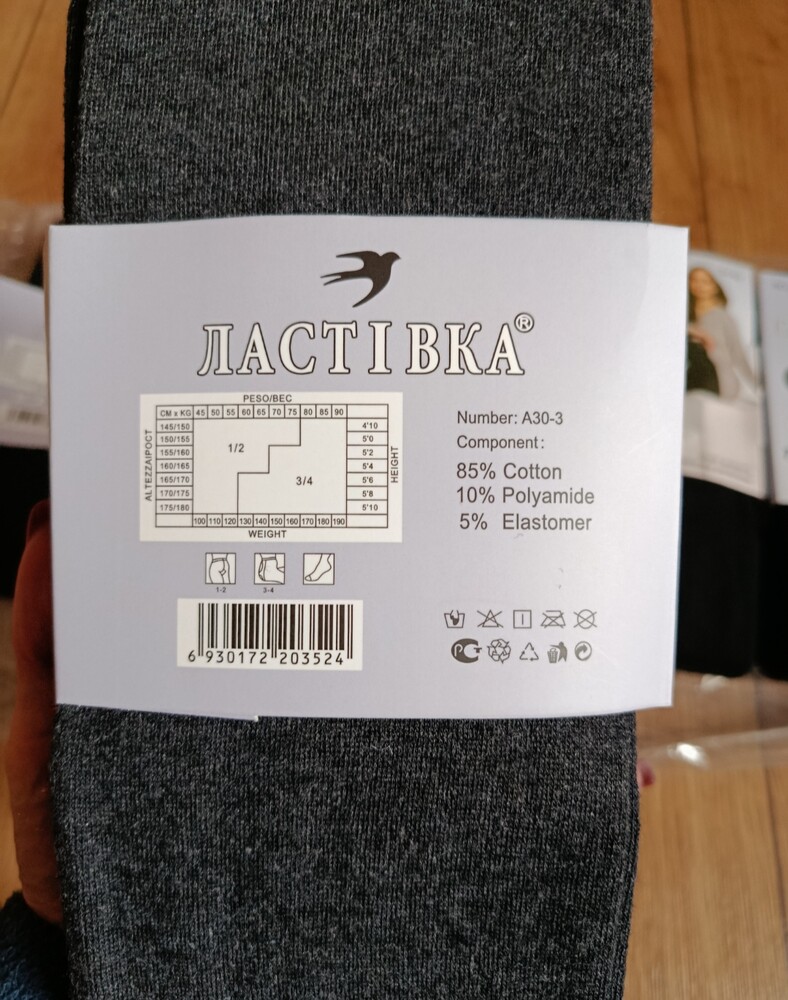 ЛАСТІВКА®
PESO/ВЕС
CM x KG 45 50 55 60 65 70 75 80 85 90
ALTEZZA/РОСТ
145/150 4'10
150/155 5'0
155/160 5'2
160/165 5'4
165/170 5'6
170/175 5'8
175/180 5'10
1/2
3/4
HEIGHT
100 110 120 130 140 150 160 170 180 190
WEIGHT
1-2 3-4
6 930172 203524
Number: A30-3
Component:
85% Cotton
10% Polyamide
5% Elastomer